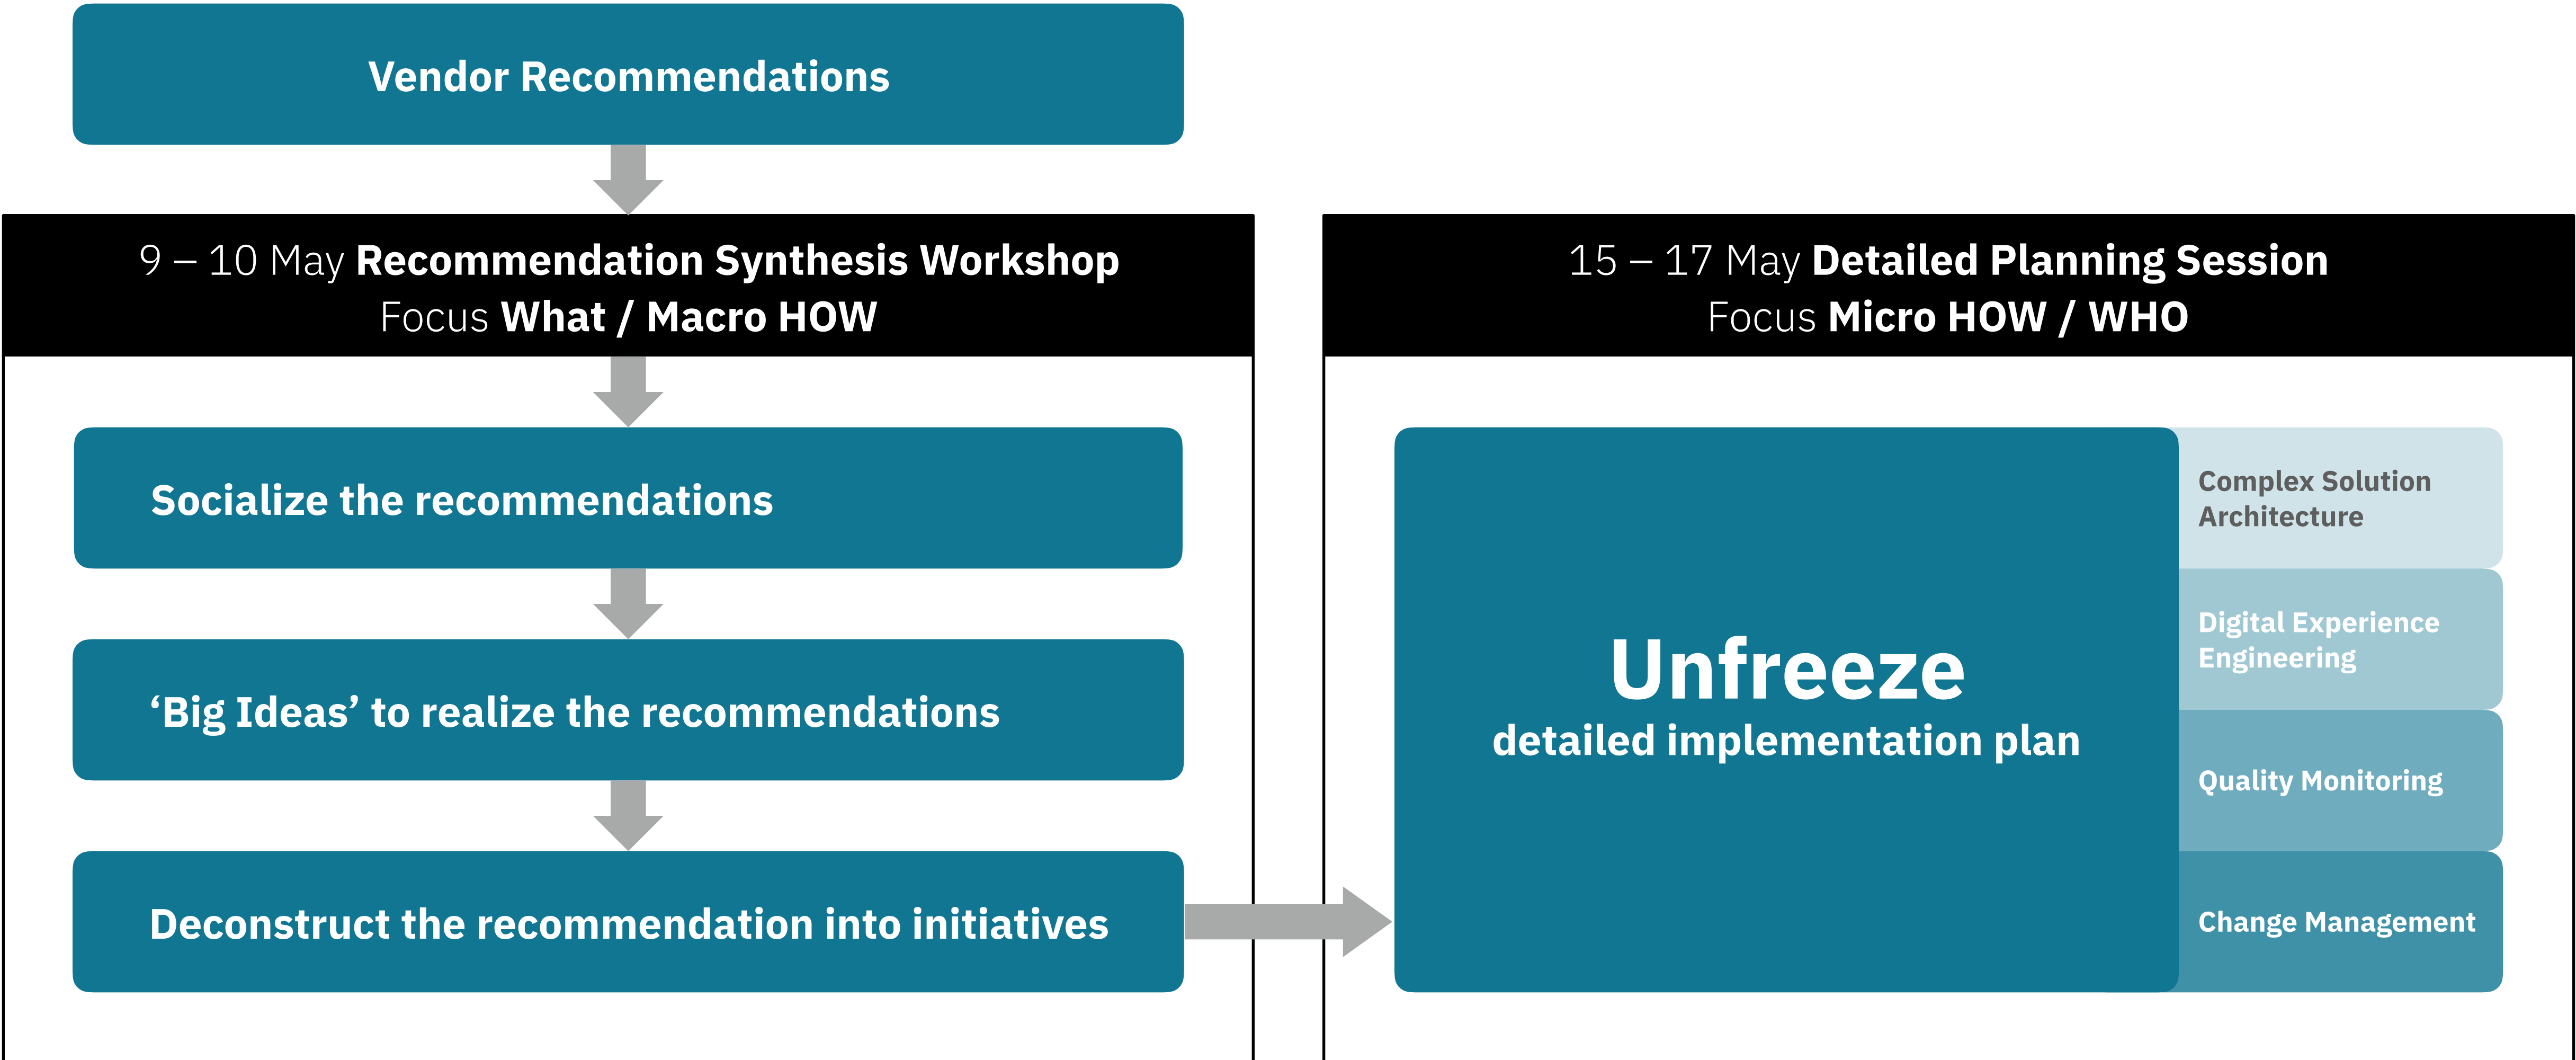 Vendor Recommendations
9 – 10 May Recommendation Synthesis Workshop
Focus What / Macro HOW
Socialize the recommendations
‘Big Ideas’ to realize the recommendations
Deconstruct the recommendation into initiatives
15 – 17 May Detailed Planning Session
Focus Micro HOW / WHO
Unfreeze
detailed implementation plan
Complex Solution
Architecture
Digital Experience
Engineering
Quality Monitoring
Change Management